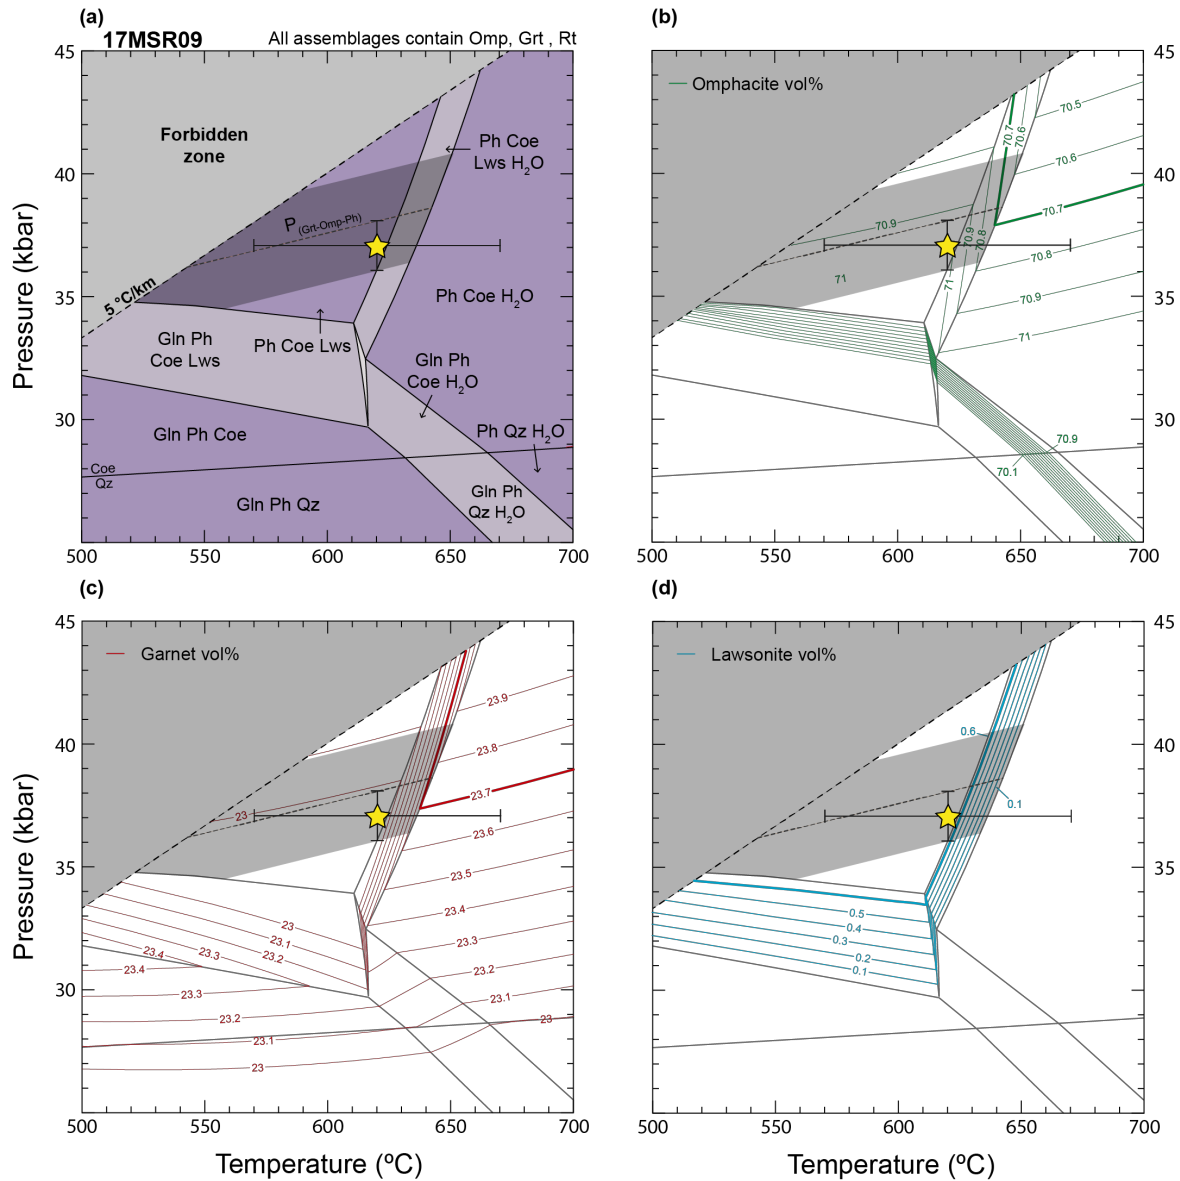 (a)
17MSR09
All assemblages contain Omp, Grt , Rt
45
40
35
30
25
Pressure (kbar)
500
550
600
650
700
Forbidden
zone
5 °C/km
P(Grt-Omp-Ph)
Ph Coe
Lws H2O
Ph Coe H2O
Ph Coe Lws
Gln Ph
Coe Lws
Gln Ph
Coe H2O
Gln Ph Coe
Ph Qz H2O
Coe
Qz
Gln Ph Qz
Gln Ph
Qz H2O
(b)
Omphacite vol%
45
40
35
30
25
500
550
600
650
700
70.5
70.7
70.6
70.6
70.7
70.9
70.9
70.8
70.8
71
71
70.9
71
70.9
70.1
(c)
Garnet vol%
45
40
35
30
25
Pressure (kbar)
500
550
600
650
700
Temperature (ºC)
23.9
23.8
23.7
23
23.6
23.5
23.4
23
23.1
23.2
23.3
23.4
23.3
23.4
23.2
23.3
23.1
23.2
23
23.1
23
(d)
Lawsonite vol%
45
40
35
30
25
500
550
600
650
700
Temperature (ºC)
0.6
0.1
0.5
0.4
0.3
0.2
0.1